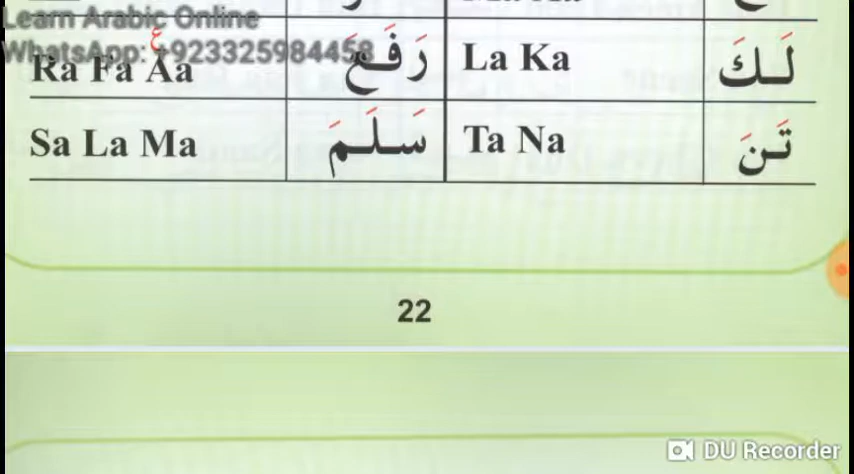 Learn Arabic Online
WhatsApp: +923325984458
Ra Fa Aa رَفَعَ La Ka لَكَ
Sa La Ma سَلَمَ Ta Na تَنَ
22
DU Recorder